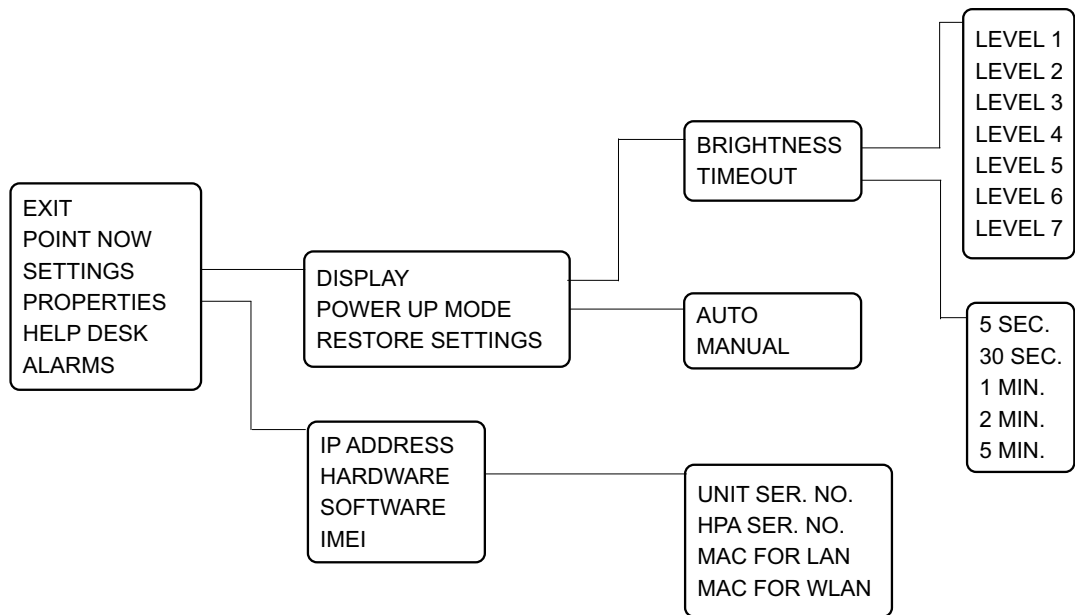 EXIT
POINT NOW
SETTINGS
PROPERTIES
HELP DESK
ALARMS
DISPLAY
POWER UP MODE
RESTORE SETTINGS
IP ADDRESS
HARDWARE
SOFTWARE
IMEI
BRIGHTNESS
TIMEOUT
AUTO
MANUAL
UNIT SER. NO.
HPA SER. NO.
MAC FOR LAN
MAC FOR WLAN
LEVEL 1
LEVEL 2
LEVEL 3
LEVEL 4
LEVEL 5
LEVEL 6
LEVEL 7
5 SEC.
30 SEC.
1 MIN.
2 MIN.
5 MIN.